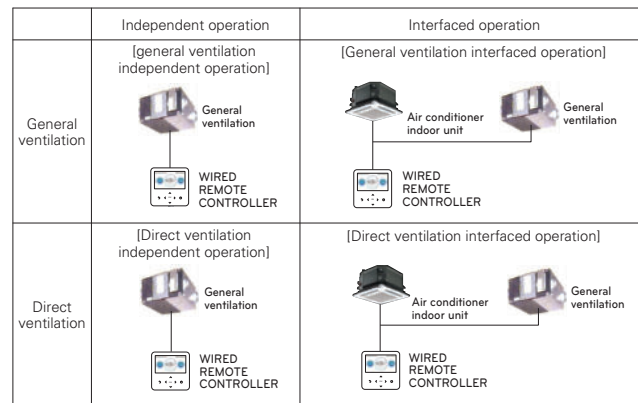 Independent operation
Interfaced operation
General
ventilation
[general ventilation
independent operation]
General
ventilation
WIRED
REMOTE
CONTROLLER
[General ventilation interfaced operation]
Air conditioner
indoor unit
General
ventilation
WIRED
REMOTE
CONTROLLER
Direct
ventilation
[Direct ventilation
independent operation]
General
ventilation
WIRED
REMOTE
CONTROLLER
[Direct ventilation interfaced operation]
Air conditioner
indoor unit
General
ventilation
WIRED
REMOTE
CONTROLLER